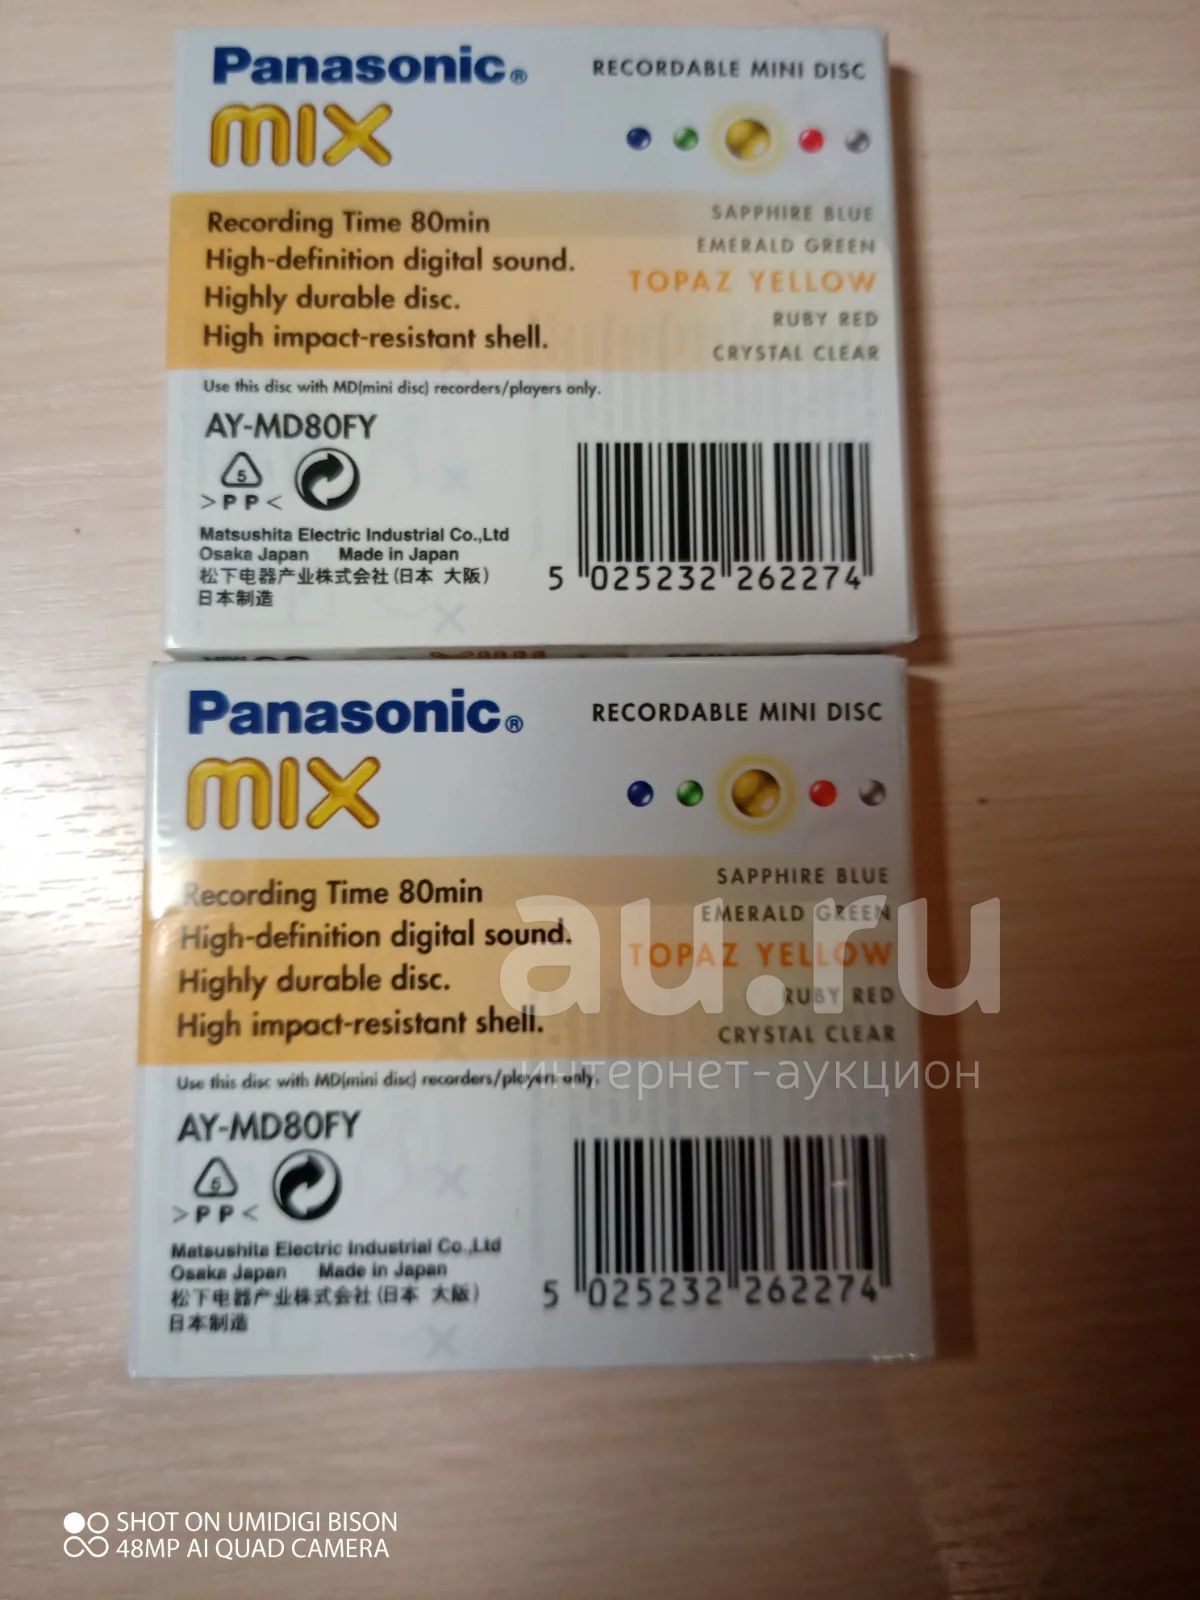 Panasonic®
RECORDABLE MINI DISC
mix
Recording Time 80min
High-definition digital sound.
Highly durable disc.
High impact-resistant shell.
SAPPHIRE BLUE
EMERALD GREEN
TOPAZ YELLOW
RUBY RED
CRYSTAL CLEAR
Use this disc with MD(mini disc) recorders/players only.
AY-MD80FY
5
>PP<
Matsushita Electric Industrial Co.,Ltd
Osaka Japan Made in Japan
松下电器产业株式会社(日本 大阪)
日本制造
5 025232 262274
Panasonic®
RECORDABLE MINI DISC
mix
Recording Time 80min
High-definition digital sound.
Highly durable disc.
High impact-resistant shell.
SAPPHIRE BLUE
EMERALD GREEN
TOPAZ YELLOW
RUBY RED
CRYSTAL CLEAR
au.ru
интернет-аукцион
Use this disc with MD(mini disc) recorders/players only.
AY-MD80FY
5
>PP<
Matsushita Electric Industrial Co.,Ltd
Osaka Japan Made in Japan
松下电器产业株式会社(日本 大阪)
日本制造
5 025232 262274
SHOT ON UMIDIGI BISON
48MP AI QUAD CAMERA